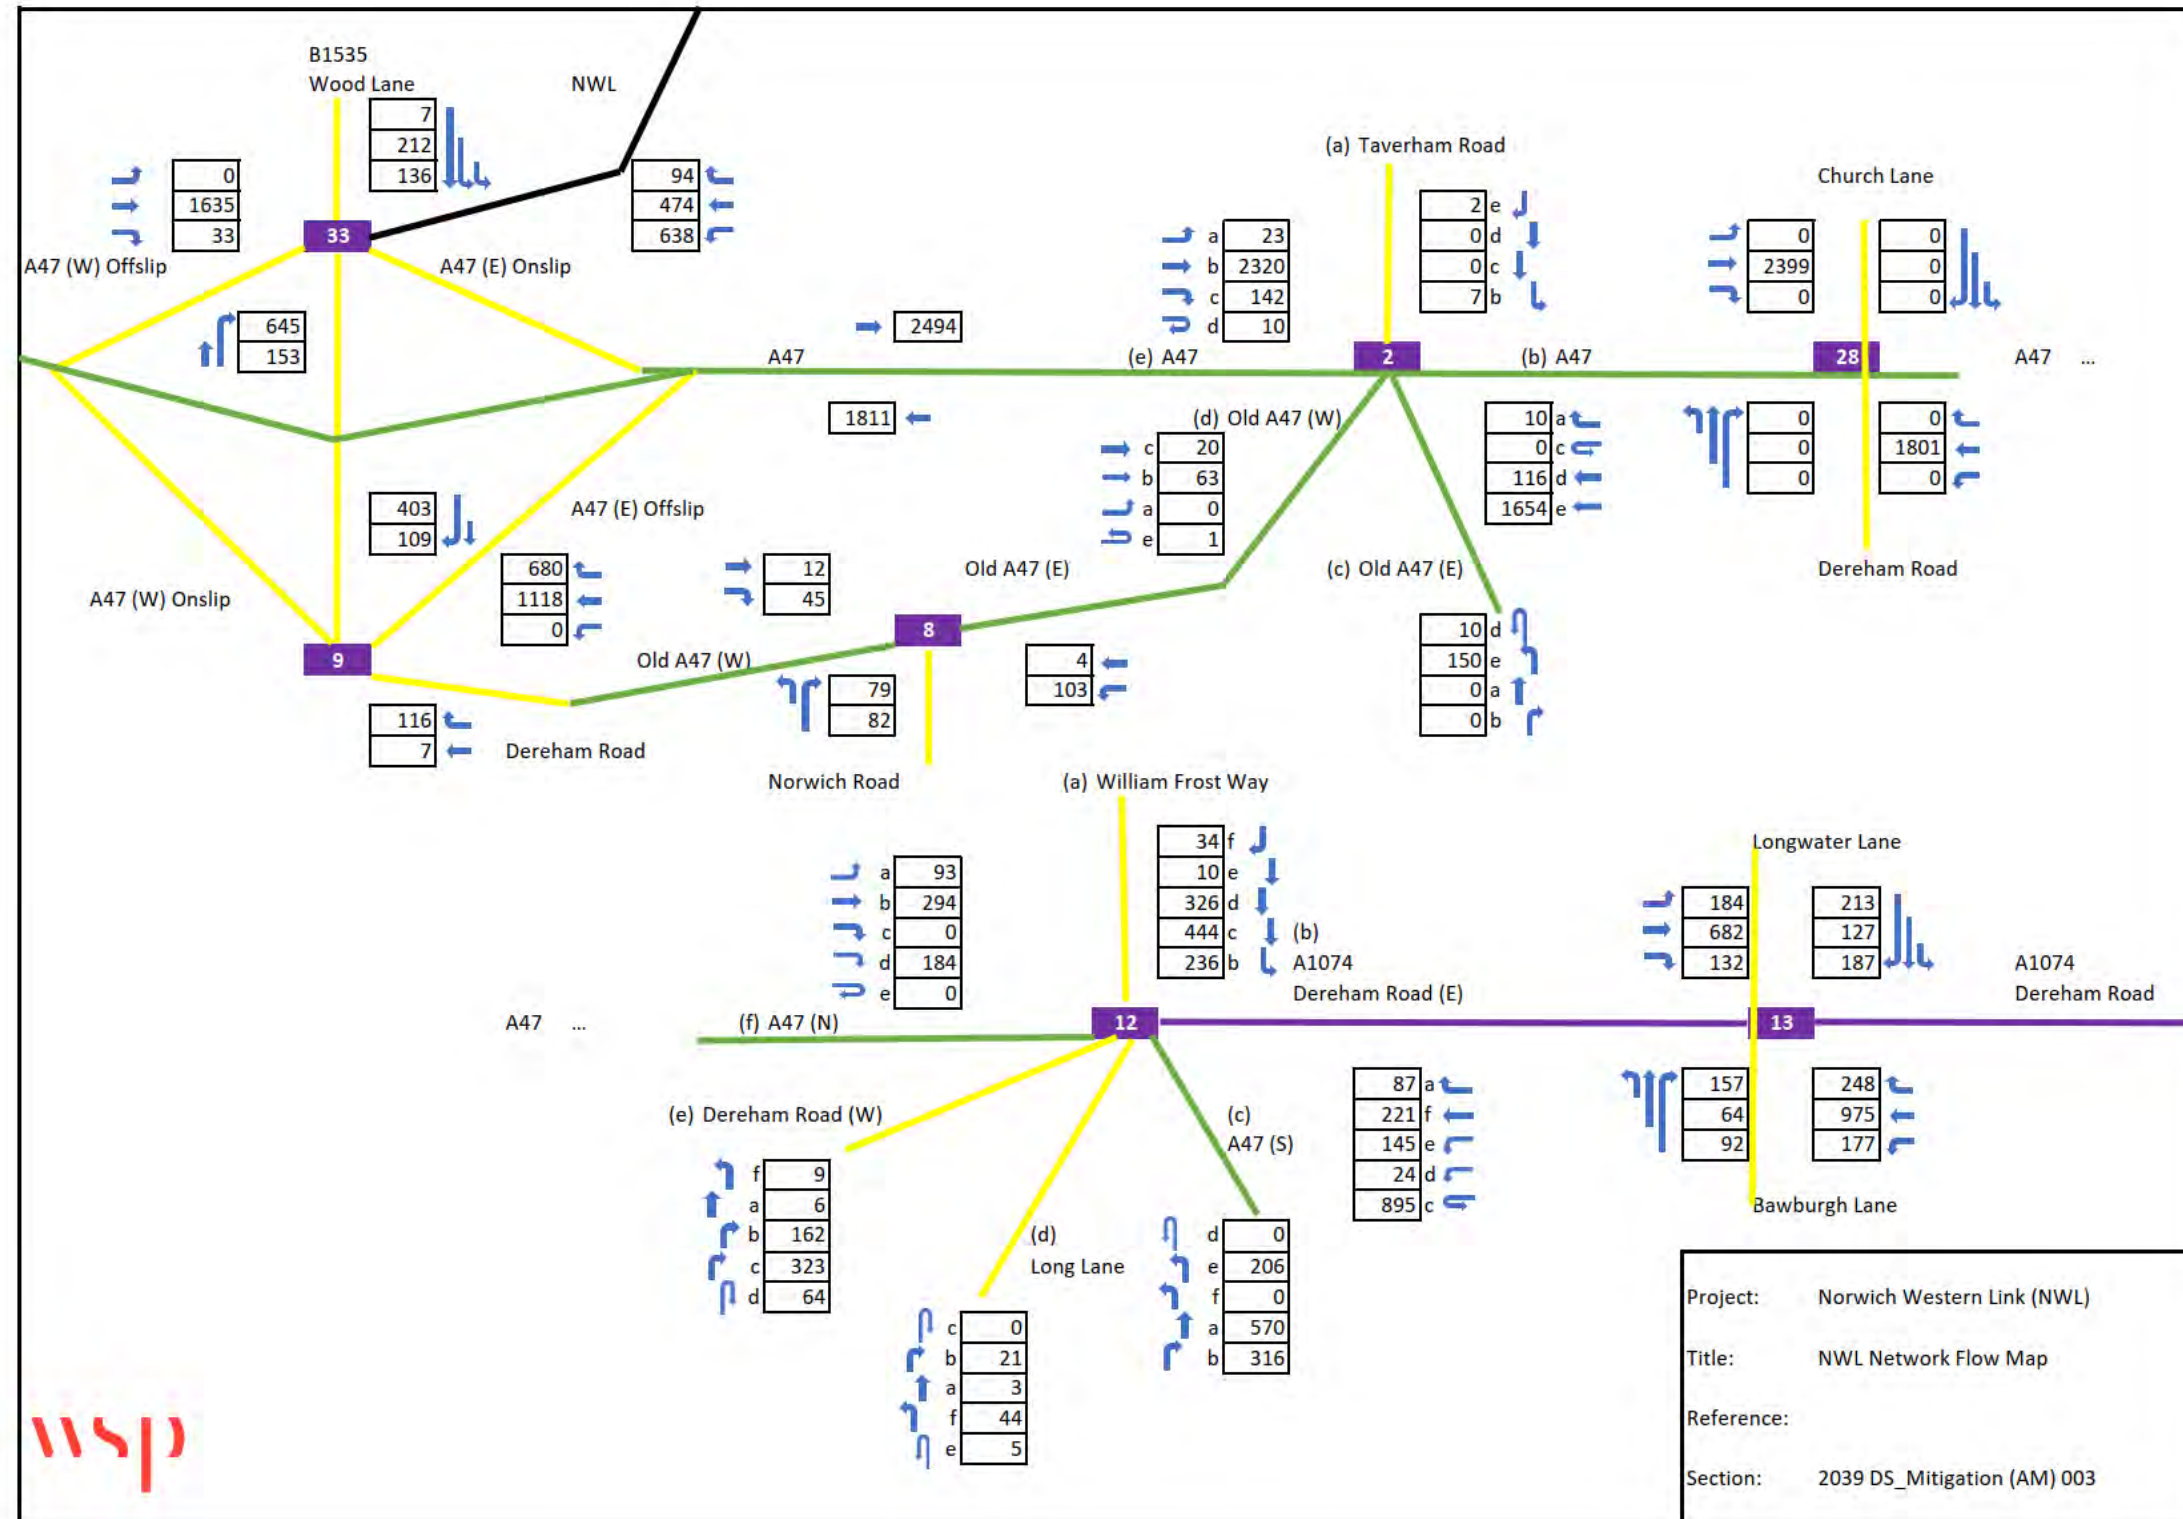 B1535
Wood Lane
NWL
7
212
136
0
1635
33
94
474
638
33
A47 (W) Offslip
A47 (E) Onslip
645
153
(a) Taverham Road
2 e
0 d
0 c
7 b
a 23
b 2320
c 142
d 10
Church Lane
0
2399
0
0
0
0
2494
A47
(e) A47
2
(b) A47
28
A47 ...
1811
(d) Old A47 (W)
c 20
b 63
a 0
e 1
10 a
0 c
116 d
1654 e
0
0
0
0
1801
0
403
109
A47 (E) Offslip
680
1118
0
12
45
Old A47 (E)
(c) Old A47 (E)
Dereham Road
A47 (W) Onslip
8
9
Old A47 (W)
4
103
10 d
150 e
0 a
0 b
79
82
116
7
Dereham Road
Norwich Road
(a) William Frost Way
34 f
10 e
326 d
444 c
236 b
a 93
b 294
c 0
d 184
e 0
(b)
A1074
Dereham Road (E)
Longwater Lane
184
682
132
213
127
187
A1074
Dereham Road
A47 ...
(f) A47 (N)
12
13
(e) Dereham Road (W)
(c)
A47 (S)
87 a
221 f
145 e
24 d
895 c
157
64
92
248
975
177
Bawburgh Lane
f 9
a 6
b 162
c 323
d 64
(d)
Long Lane
d 0
e 206
f 0
a 570
b 316
c 0
b 21
a 3
f 44
e 5
Project: Norwich Western Link (NWL)
Title: NWL Network Flow Map
Reference:
Section: 2039 DS_Mitigation (AM) 003
wsp